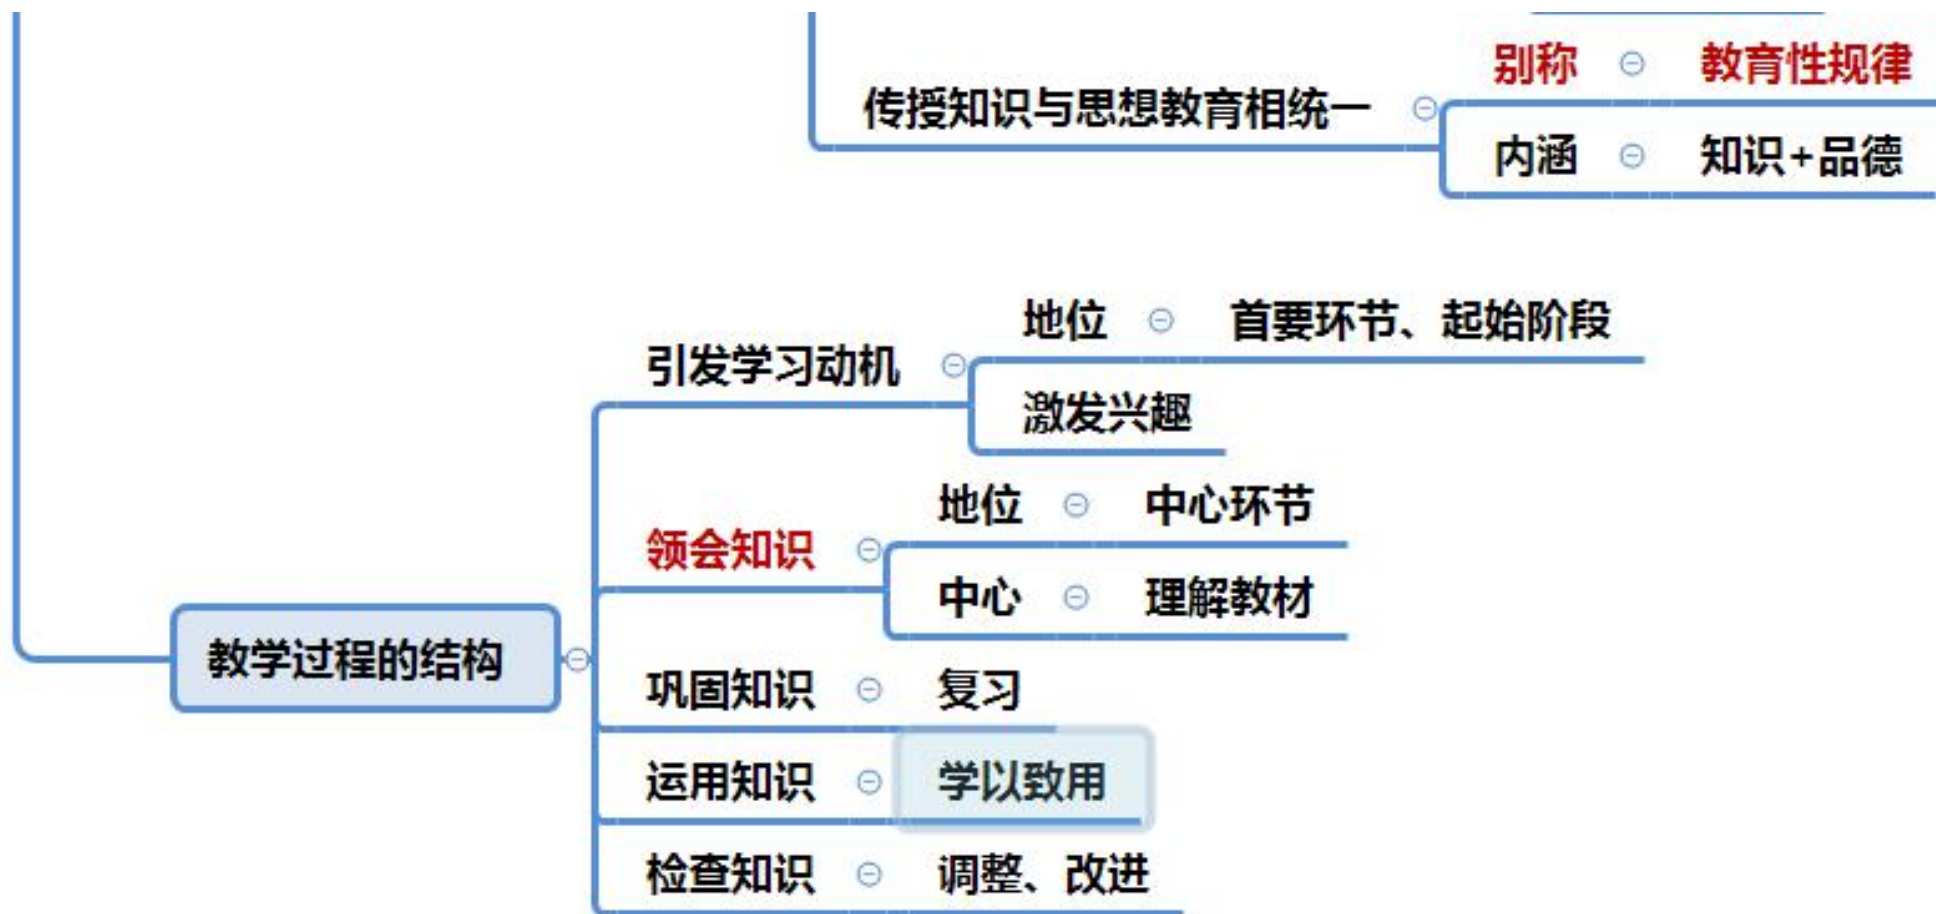 别称 教育性规律
传授知识与思想教育相统一
内涵 知识+品德
地位 首要环节、起始阶段
引发学习动机
激发兴趣
地位 中心环节
领会知识
中心 理解教材
教学过程的结构
巩固知识 复习
运用知识 学以致用
检查知识 调整、改进